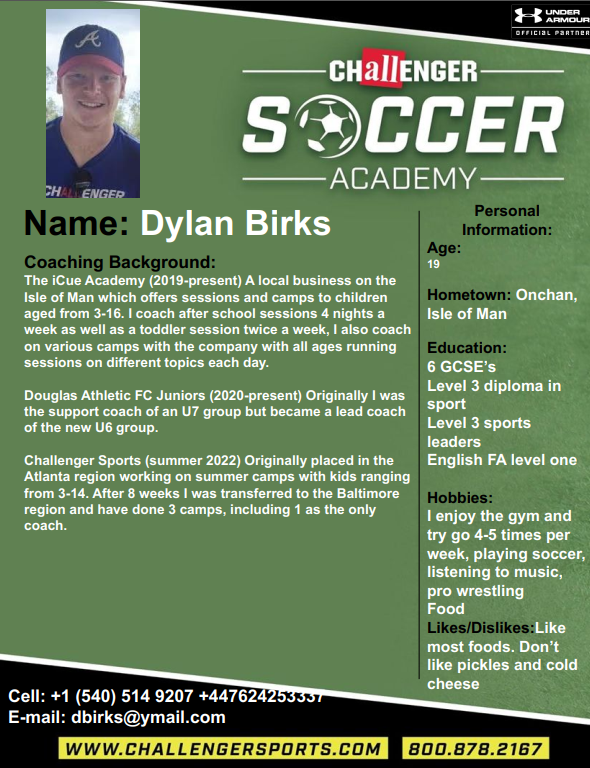 UNDER
ARMOUR
OFFICIAL PARTNER
CHallENGER
SOCCER
ACADEMY
A
CHALLENGER
Name: Dylan Birks
Coaching Background:
The iCue Academy (2019-present) A local business on the
Isle of Man which offers sessions and camps to children
aged from 3-16. I coach after school sessions 4 nights a
week as well as a toddler session twice a week, I also coach
on various camps with the company with all ages running
sessions on different topics each day.
Douglas Athletic FC Juniors (2020-present) Originally I was
the support coach of an U7 group but became a lead coach
of the new U6 group.
Challenger Sports (summer 2022) Originally placed in the
Atlanta region working on summer camps with kids ranging
from 3-14. After 8 weeks I was transferred to the Baltimore
region and have done 3 camps, including 1 as the only
coach.
Personal
Information:
Age:
19
Hometown: Onchan,
Isle of Man
Education:
6 GCSE's
Level 3 diploma in
sport
Level 3 sports
leaders
English FA level one
Hobbies:
I enjoy the gym and
try go 4-5 times per
week, playing soccer,
listening to music,
pro wrestling
Food
Likes/Dislikes:Like
most foods. Don't
like pickles and cold
cheese
Cell: +1 (540) 514 9207 +447624253337
E-mail: dbirks@ymail.com
WWW.CHALLENGERSPORTS.COM
800.878.2167